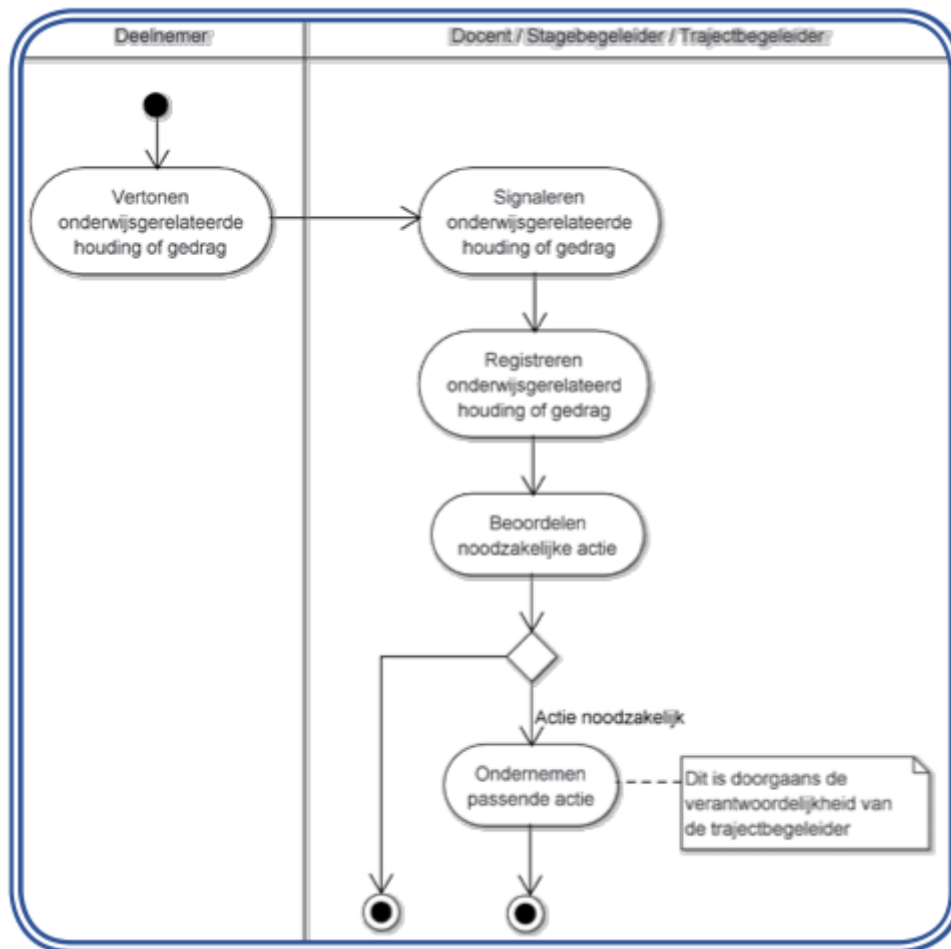 Deelnemer
Docent / Stagebegeleider / Trajectbegeleider
Vertonen
onderwijsgerelateerde
houding of gedrag
Signaleren
onderwijsgerelateerde
houding of gedrag
Registreren
onderwijsgerelateerd
houding of gedrag
Beoordelen
noodzakelijke actie
Actie noodzakelijk
Ondernemen
passende actie
Dit is doorgaans de
verantwoordelijkheid van
de trajectbegeleider